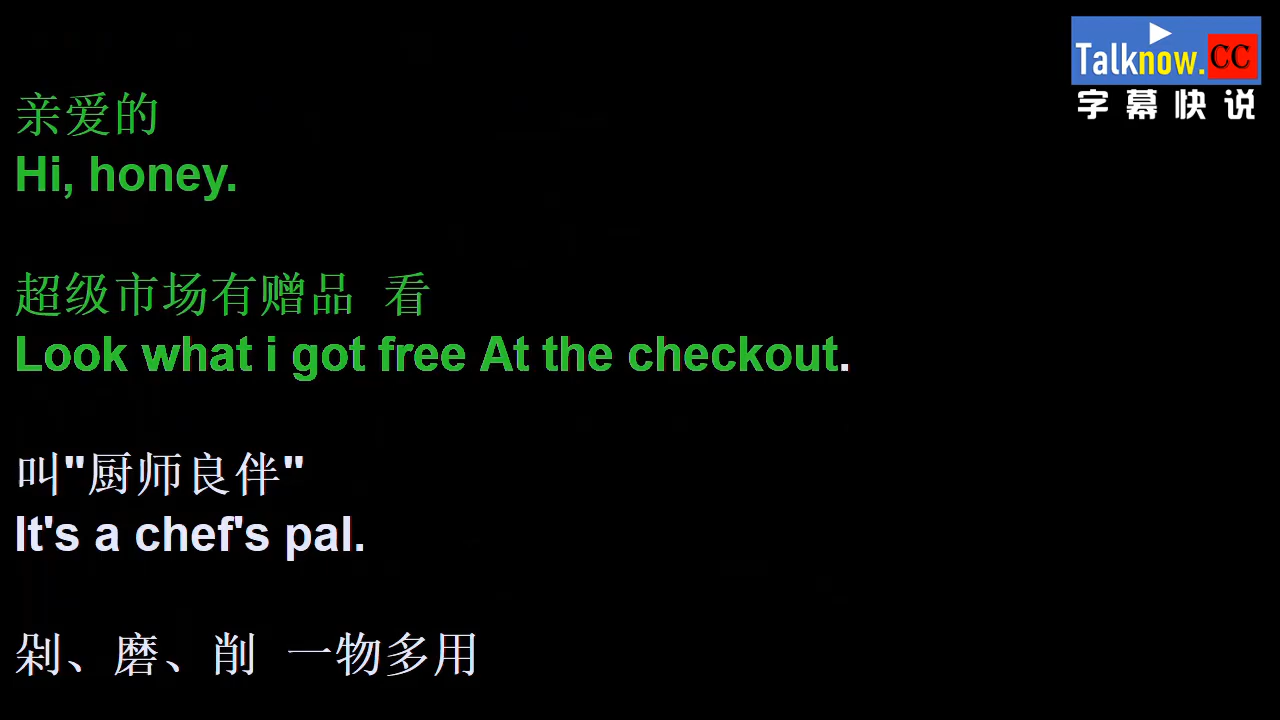 Talknow.CC
字幕快说
亲爱的
Hi, honey.
超级市场有赠品 看
Look what i got free At the checkout.
叫"厨师良伴"
It's a chef's pal.
剁、磨、削 一物多用